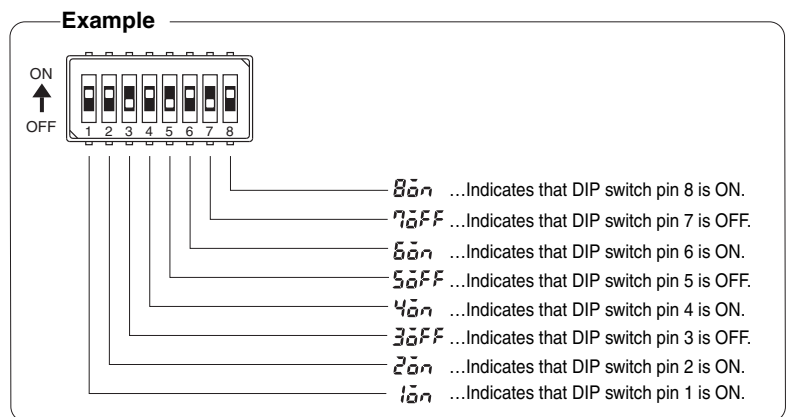 Example
ON
OFF
1 2 3 4 5 6 7 8
8on …Indicates that DIP switch pin 8 is ON.
7oFF …Indicates that DIP switch pin 7 is OFF.
6on …Indicates that DIP switch pin 6 is ON.
5oFF …Indicates that DIP switch pin 5 is OFF.
4on …Indicates that DIP switch pin 4 is ON.
3oFF …Indicates that DIP switch pin 3 is OFF.
2on …Indicates that DIP switch pin 2 is ON.
1on …Indicates that DIP switch pin 1 is ON.